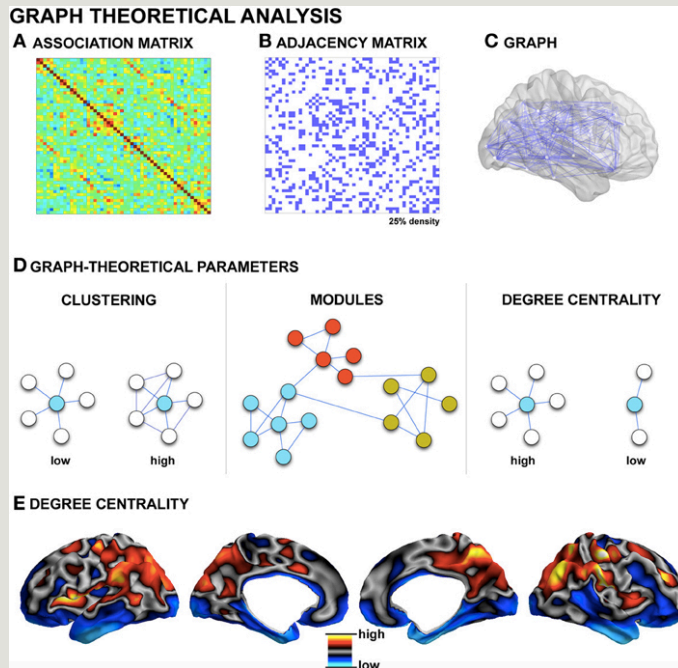 GRAPH THEORETICAL ANALYSIS
A ASSOCIATION MATRIX
B ADJACENCY MATRIX
C GRAPH
25% density
D GRAPH-THEORETICAL PARAMETERS
CLUSTERING
MODULES
DEGREE CENTRALITY
low
high
high
low
E DEGREE CENTRALITY
high
low